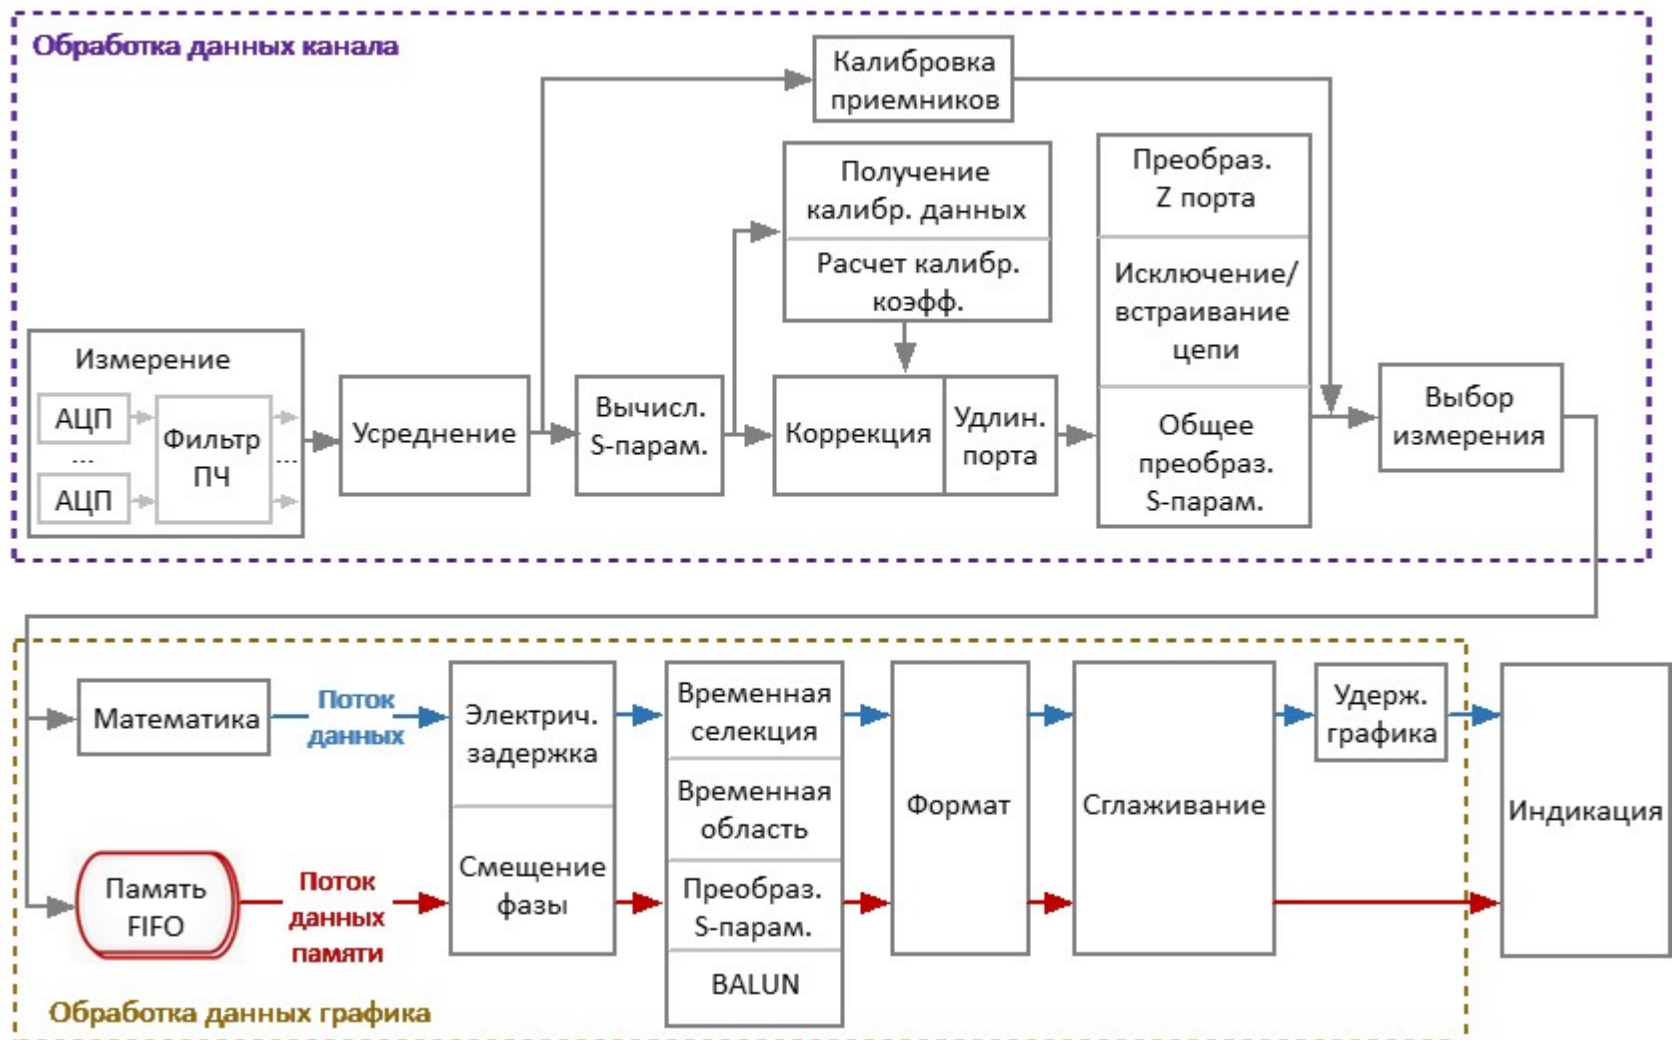 Обработка данных канала
Калибровка
приемников
Получение
калибр. данных
Расчет калибр.
коэфф.
Преобраз.
Z порта
Исключение/
встраивание
цепи
Общее
преобраз.
S-парам.
Измерение
АЦП
...
АЦП
Фильтр
ПЧ
...
Усреднение
Вычисл.
S-парам.
Коррекция
Удлин.
порта
Выбор
измерения
Математика
Поток
данных
Электрич.
задержка
Смещение
фазы
Временная
селекция
Временная
область
Преобраз.
S-парам.
BALUN
Формат
Сглаживание
Удерж.
графика
Индикация
Память
FIFO
Поток
данных
памяти
Обработка данных графика